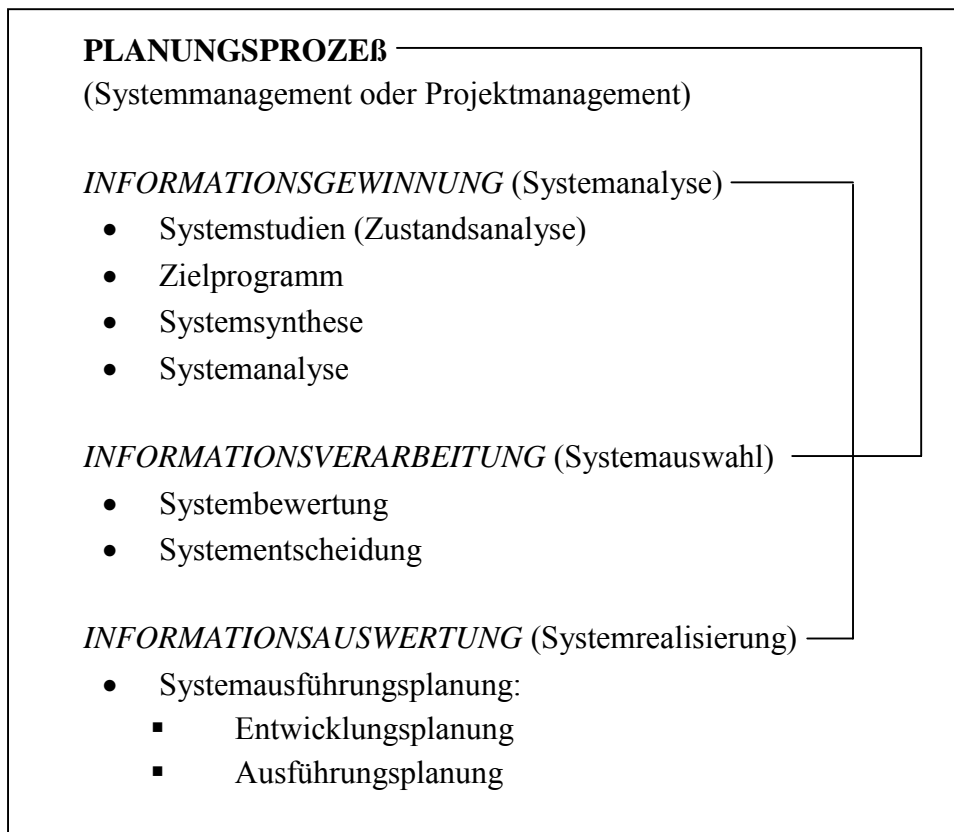 PLANUNGSPROZEß
(Systemmanagement oder Projektmanagement)
INFORMATIONSGEWINNUNG (Systemanalyse)
• Systemstudien (Zustandsanalyse)
• Zielprogramm
• Systemsynthese
• Systemanalyse
INFORMATIONSVERARBEITUNG (Systemauswahl)
• Systembewertung
• Systementscheidung
INFORMATIONSAUSWERTUNG (Systemrealisierung)
• Systemausführungsplanung:
▪ Entwicklungsplanung
▪ Ausführungsplanung